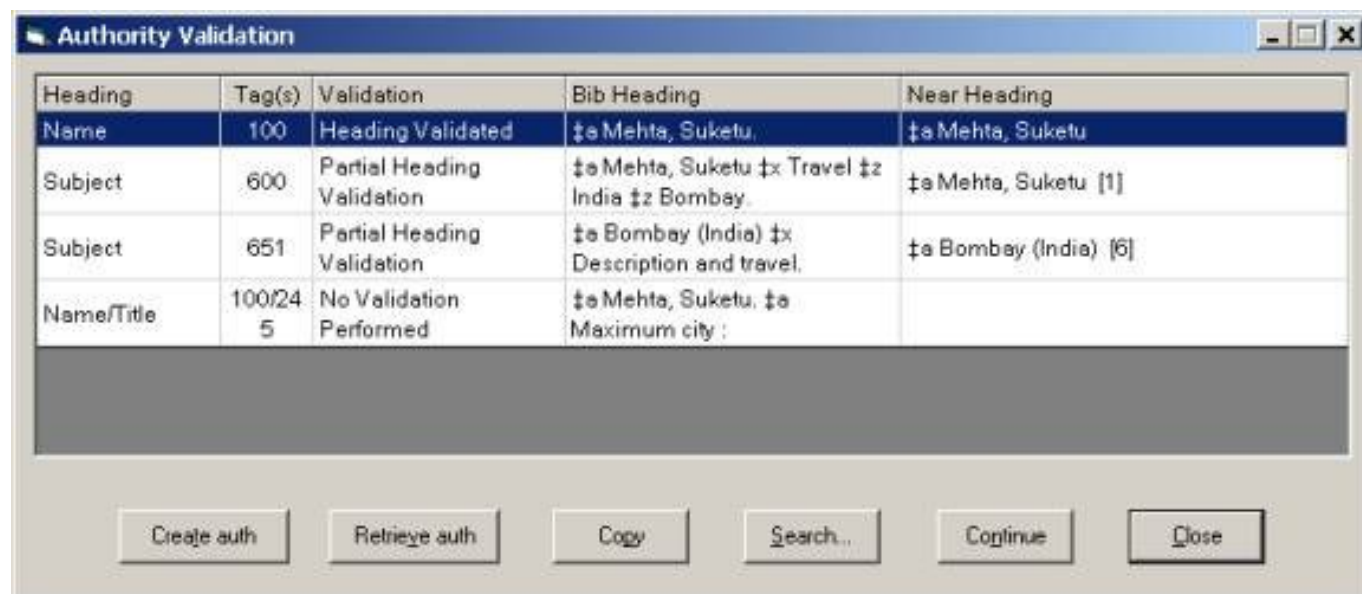 Authority Validation
Heading Tag(s) Validation Bib Heading Near Heading
Name 100 Heading Validated ‡a Mehta, Suketu. ‡a Mehta, Suketu
Subject 600 Partial Heading Validation ‡a Mehta, Suketu ‡x Travel ‡z India ‡z Bombay. ‡a Mehta, Suketu [1]
Subject 651 Partial Heading Validation ‡a Bombay (India) ‡x Description and travel. ‡a Bombay (India) [6]
Name/Title 100/245 No Validation Performed ‡a Mehta, Suketu. ‡a Maximum city :
Create auth Retrieve auth Copy Search... Continue Close